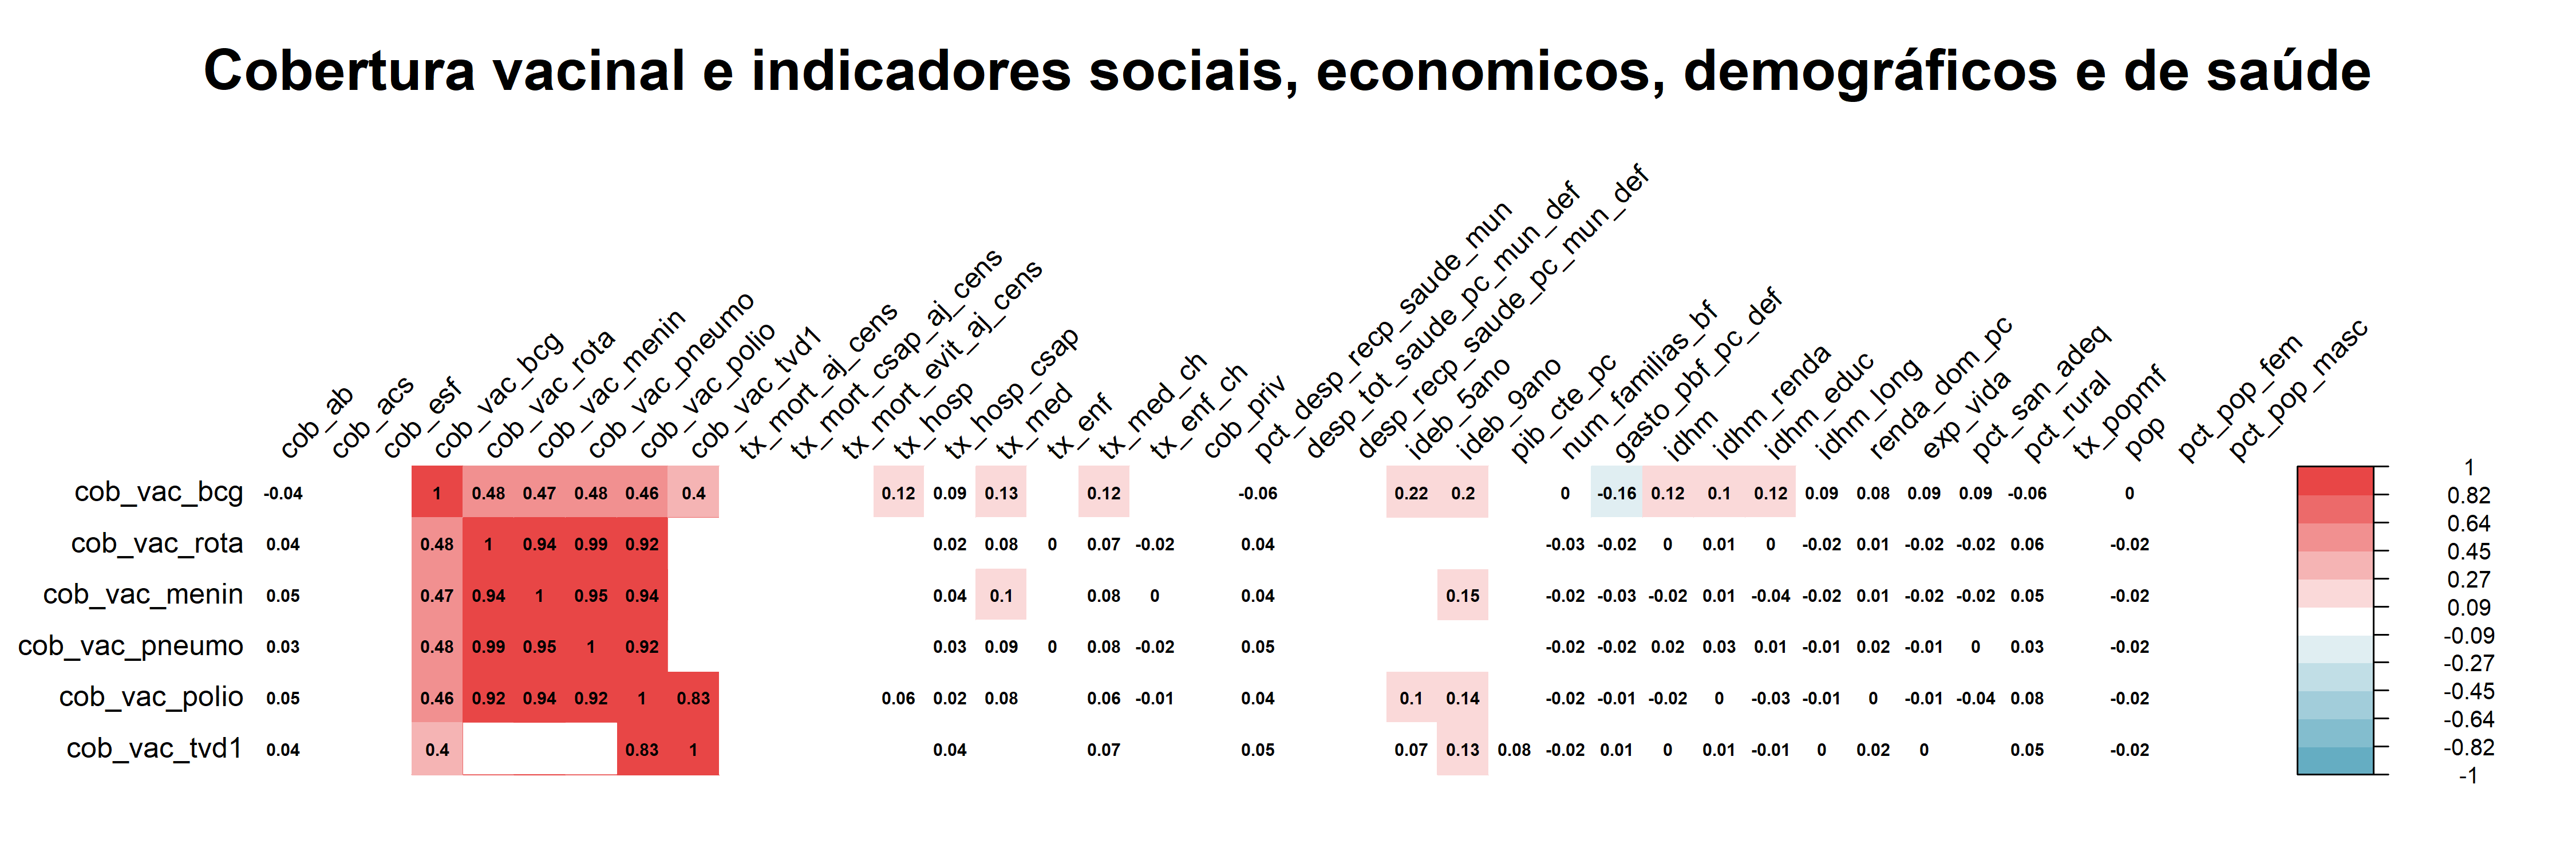 Cobertura vacinal e indicadores sociais, economicos, demográficos e de saúde
cob_ab
cob_acs
cob_esf
cob_vac_bcg
cob_vac_rota
cob_vac_menin
cob_vac_pneumo
cob_vac_polio
cob_vac_tvd1
tx_mort_aj_cens
tx_mort_csap_aj_cens
tx_mort_evit_aj_cens
tx_hosp
tx_hosp_csap
tx_med
tx_enf
tx_med_ch
tx_enf_ch
cob_priv
pct_desp_recp_saude_mun
desp_tot_saude_pc_mun_def
desp_recp_saude_pc_mun_def
ideb_5ano
ideb_9ano
pib_cte_pc
num_familias_bf
gasto_pbf_pc_def
idhm
idhm_renda
idhm_educ
idhm_long
renda_dom_pc
exp_vida
pct_san_adeq
pct_rural
tx_popmf
pop
pct_pop_fem
pct_pop_masc
cob_vac_bcg -0.04 1 0.48 0.47 0.48 0.46 0.4 0.12 0.09 0.13 0.12 -0.06 0.22 0.2 0 -0.16 0.12 0.1 0.12 0.09 0.08 0.09 0.09 -0.06 0
cob_vac_rota 0.04 0.48 1 0.94 0.99 0.92 0.02 0.08 0 0.07 -0.02 0.04 -0.03 -0.02 0 0.01 0 -0.02 0.01 -0.02 -0.02 0.06 -0.02
cob_vac_menin 0.05 0.47 0.94 1 0.95 0.94 0.04 0.1 0.08 0 0.04 0.15 -0.02 -0.03 -0.02 0.01 -0.04 -0.02 0.01 -0.02 -0.02 0.05 -0.02
cob_vac_pneumo 0.03 0.48 0.99 0.95 1 0.92 0.03 0.09 0 0.08 -0.02 0.05 -0.02 -0.02 0.02 0.03 0.01 -0.01 0.02 -0.01 0 0.03 -0.02
cob_vac_polio 0.05 0.46 0.92 0.94 0.92 1 0.83 0.06 0.02 0.08 0.06 -0.01 0.04 0.1 0.14 -0.02 -0.01 -0.02 0 -0.03 -0.01 0 -0.01 -0.04 0.08 -0.02
cob_vac_tvd1 0.04 0.4 0.83 1 0.04 0.07 0.05 0.07 0.13 0.08 -0.02 0.01 0 0.01 -0.01 0 0.02 0 0.05 -0.02
1
0.82
0.64
0.45
0.27
0.09
-0.09
-0.27
-0.45
-0.64
-0.82
-1